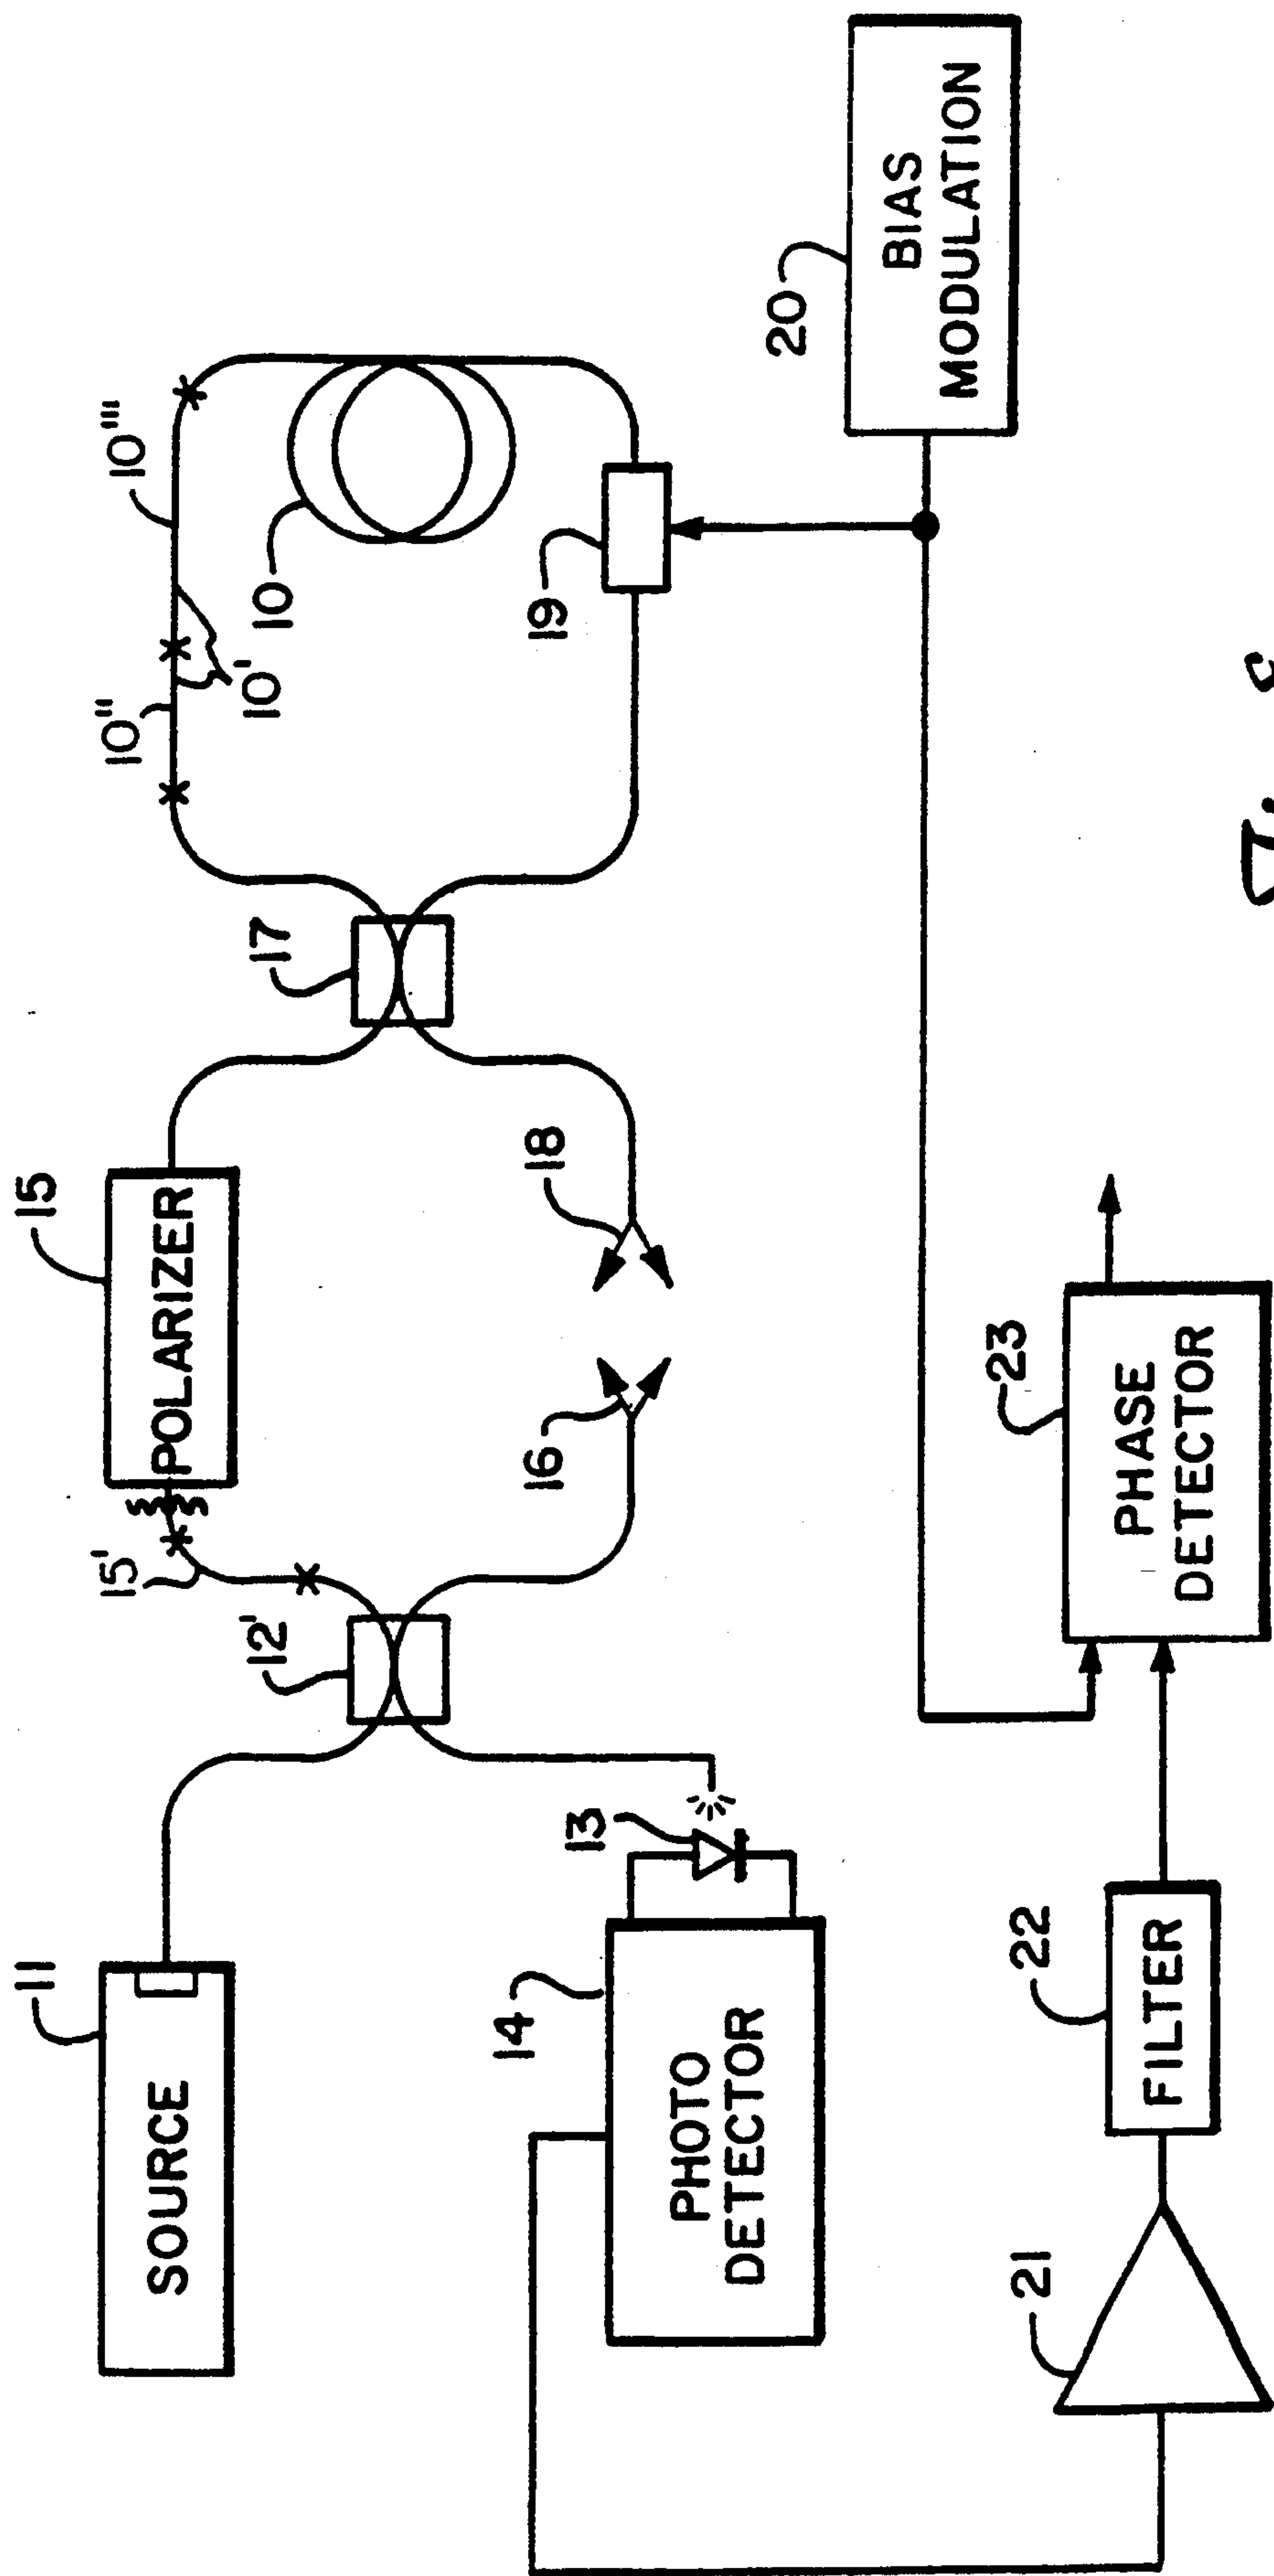 11
SOURCE
12'
15'
15
POLARIZER
17
10"
10'
10'''
10
14
PHOTO
DETECTOR
13
16
18
19
20
BIAS
MODULATION
21
22
FILTER
23
PHASE
DETECTOR